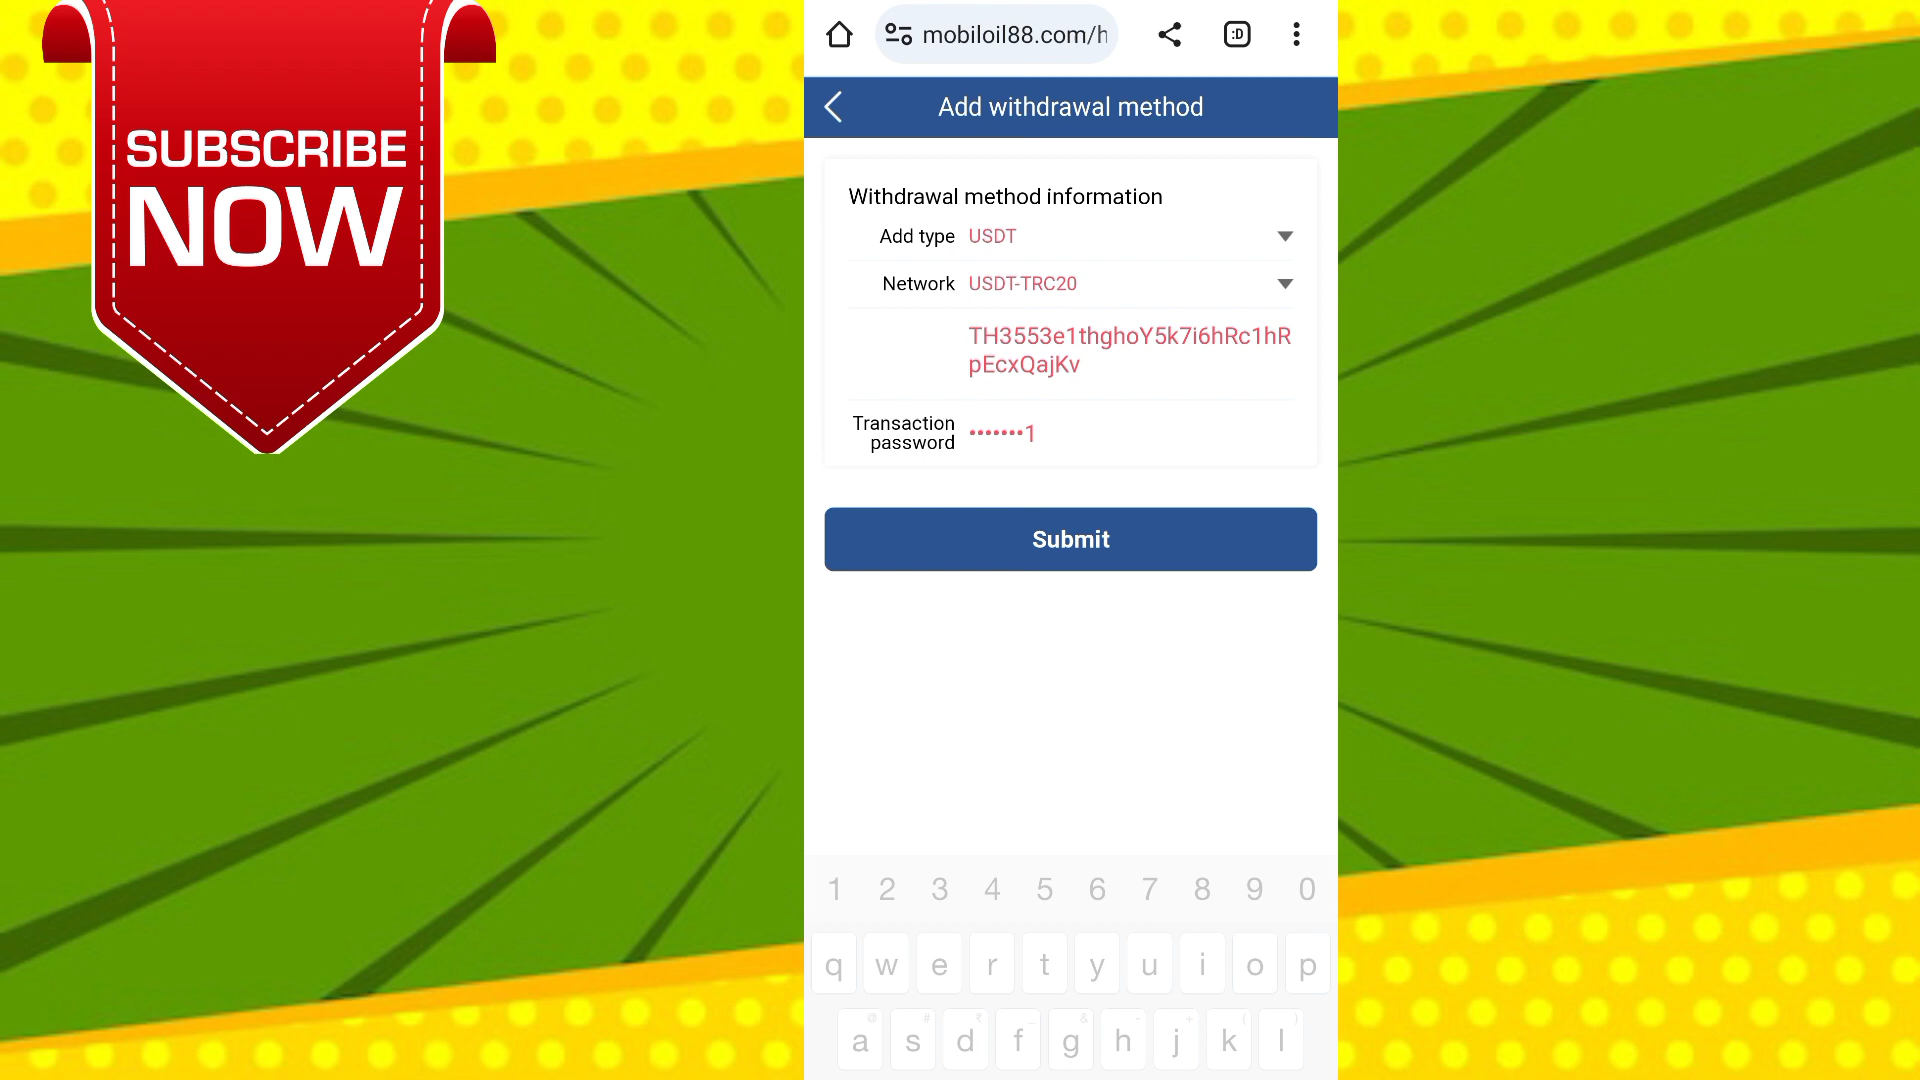 SUBSCRIBE
NOW
:D
mobiloil88.com/h
Add withdrawal method
Withdrawal method information
Add type USDT
Network USDT-TRC20
TH3553e1thghoY5k7i6hRc1hR
pEcxQajKv
Transaction
password •••••••1
Submit
1 2 3 4 5 6 7 8 9 0
q w e r t y u i o p
@ # ₹ _ & - + ( )
a s d f g h j k l